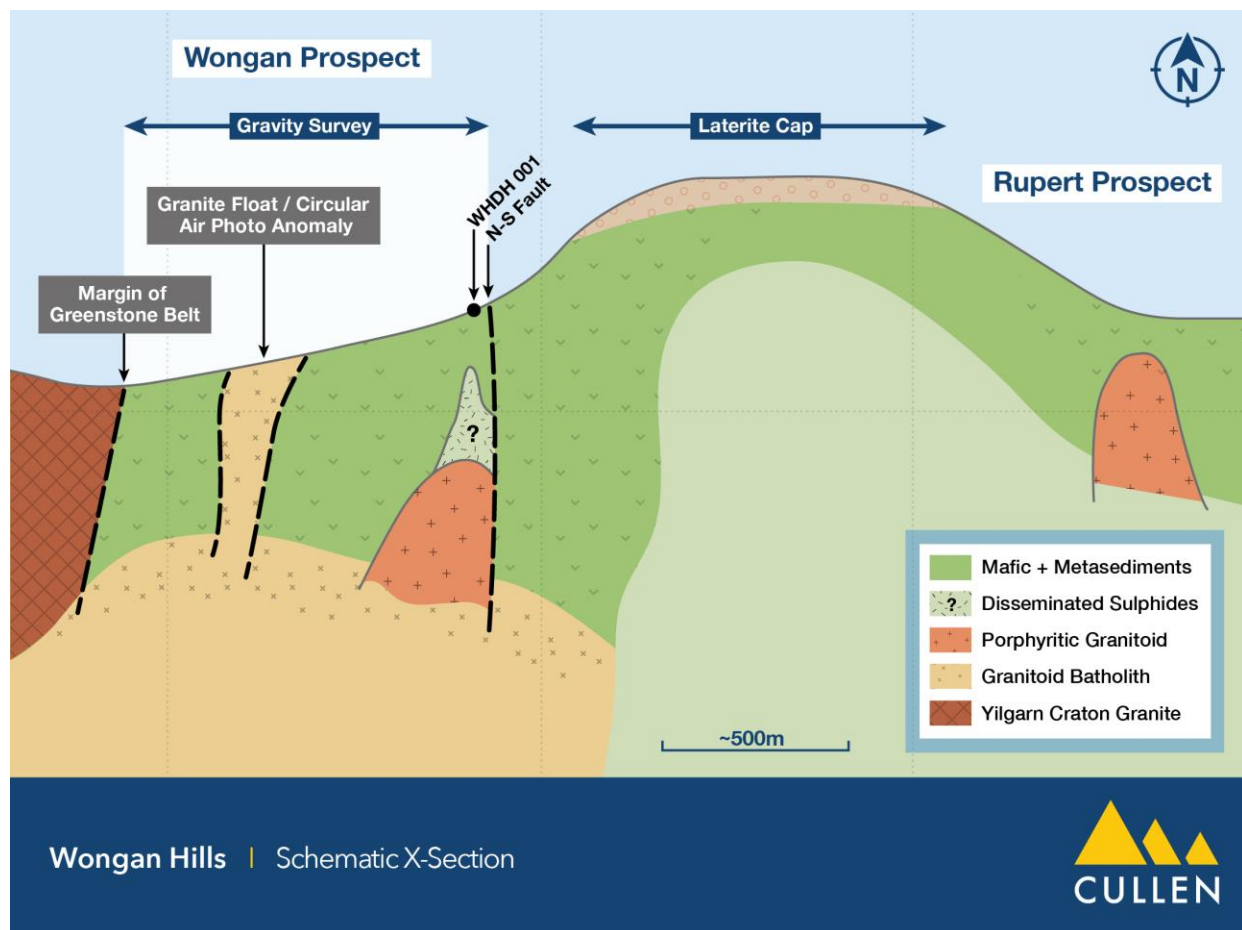 Wongan Prospect
N
Gravity Survey
Laterite Cap
Rupert Prospect
Granite Float / Circular
Air Photo Anomaly
WHDH 001
N-S Fault
Margin of
Greenstone Belt
?
Mafic + Metasediments
? Disseminated Sulphides
Porphyritic Granitoid
Granitoid Batholith
Yilgarn Craton Granite
~500m
Wongan Hills | Schematic X-Section
CULLEN